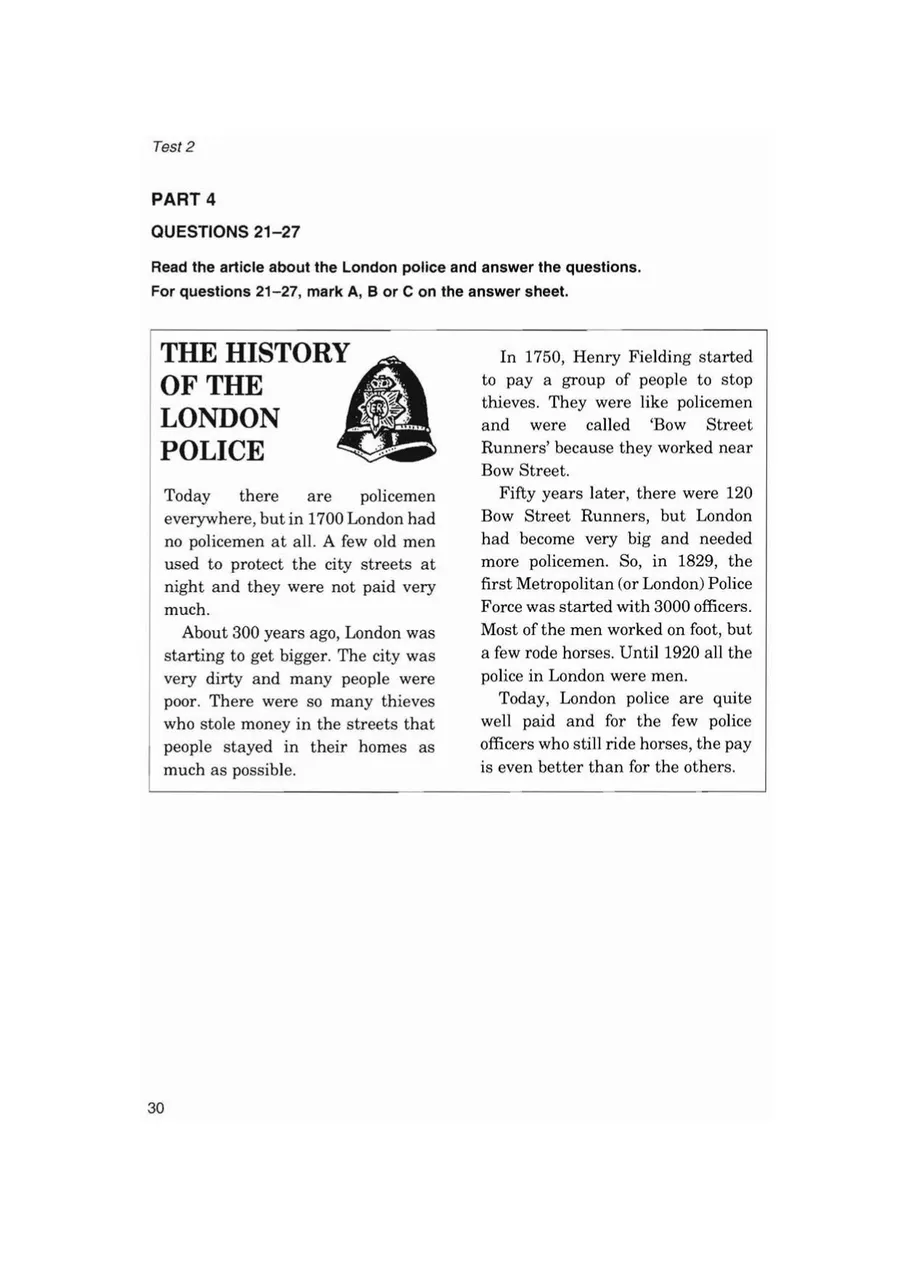 Test 2
PART 4
QUESTIONS 21–27
Read the article about the London police and answer the questions.
For questions 21–27, mark A, B or C on the answer sheet.
THE HISTORY
OF THE
LONDON
POLICE
Today there are policemen
everywhere, but in 1700 London had
no policemen at all. A few old men
used to protect the city streets at
night and they were not paid very
much.
About 300 years ago, London was
starting to get bigger. The city was
very dirty and many people were
poor. There were so many thieves
who stole money in the streets that
people stayed in their homes as
much as possible.
In 1750, Henry Fielding started
to pay a group of people to stop
thieves. They were like policemen
and were called ‘Bow Street
Runners’ because they worked near
Bow Street.
Fifty years later, there were 120
Bow Street Runners, but London
had become very big and needed
more policemen. So, in 1829, the
first Metropolitan (or London) Police
Force was started with 3000 officers.
Most of the men worked on foot, but
a few rode horses. Until 1920 all the
police in London were men.
Today, London police are quite
well paid and for the few police
officers who still ride horses, the pay
is even better than for the others.
30